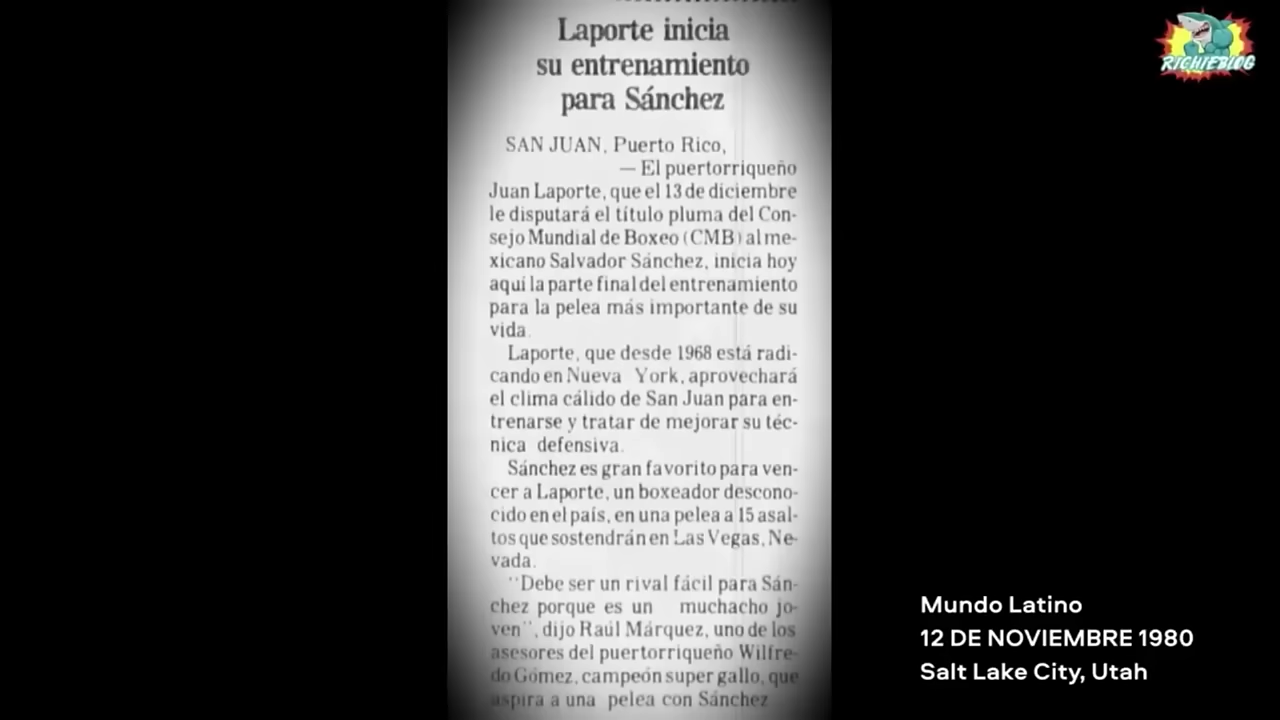 Laporte inicia
su entrenamiento
para Sánchez
SAN JUAN, Puerto Rico,
— El puertorriqueño
Juan Laporte, que el 13 de diciembre
le disputará el título pluma del Con-
sejo Mundial de Boxeo (CMB) al me-
xicano Salvador Sánchez, inicia hoy
aquí la parte final del entrenamiento
para la pelea más importante de su
vida.
Laporte, que desde 1968 está radi-
cando en Nueva York, aprovechará
el clima cálido de San Juan para en-
trenarse y tratar de mejorar su téc-
nica defensiva.
Sánchez es gran favorito para ven-
cer a Laporte, un boxeador descono-
cido en el país, en una pelea a 15 asal-
tos que sostendrán en Las Vegas, Ne-
vada.
"Debe ser un rival fácil para Sán-
chez porque es un muchacho jo-
ven", dijo Raúl Márquez, uno de los
asesores del puertorriqueño Wilfre-
do Gómez, campeón super gallo, que
aspira a una pelea con Sánchez
RICHIEBLOG
Mundo Latino
12 DE NOVIEMBRE 1980
Salt Lake City, Utah